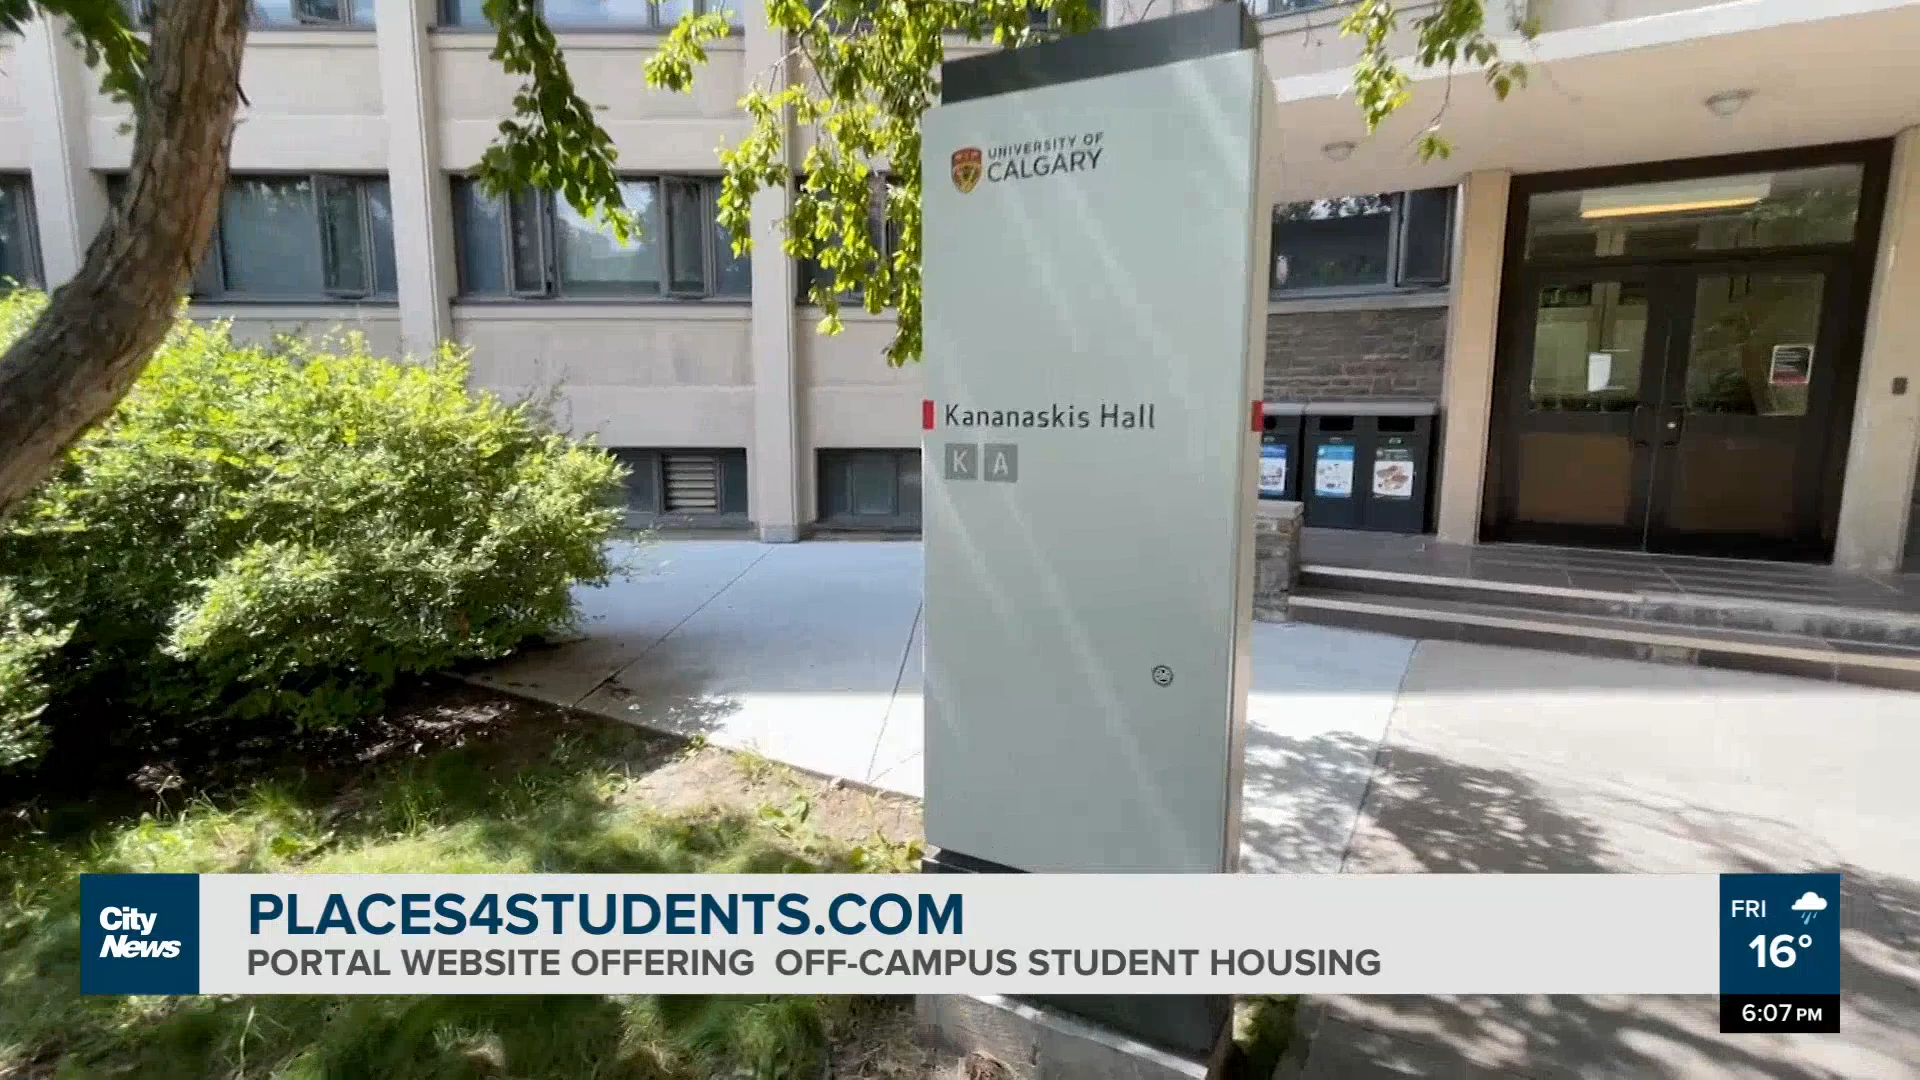 UNIVERSITY OF
CALGARY
Kananaskis Hall
K A
City
News
PLACES4STUDENTS.COM
PORTAL WEBSITE OFFERING OFF-CAMPUS STUDENT HOUSING
FRI
16°
6:07 PM